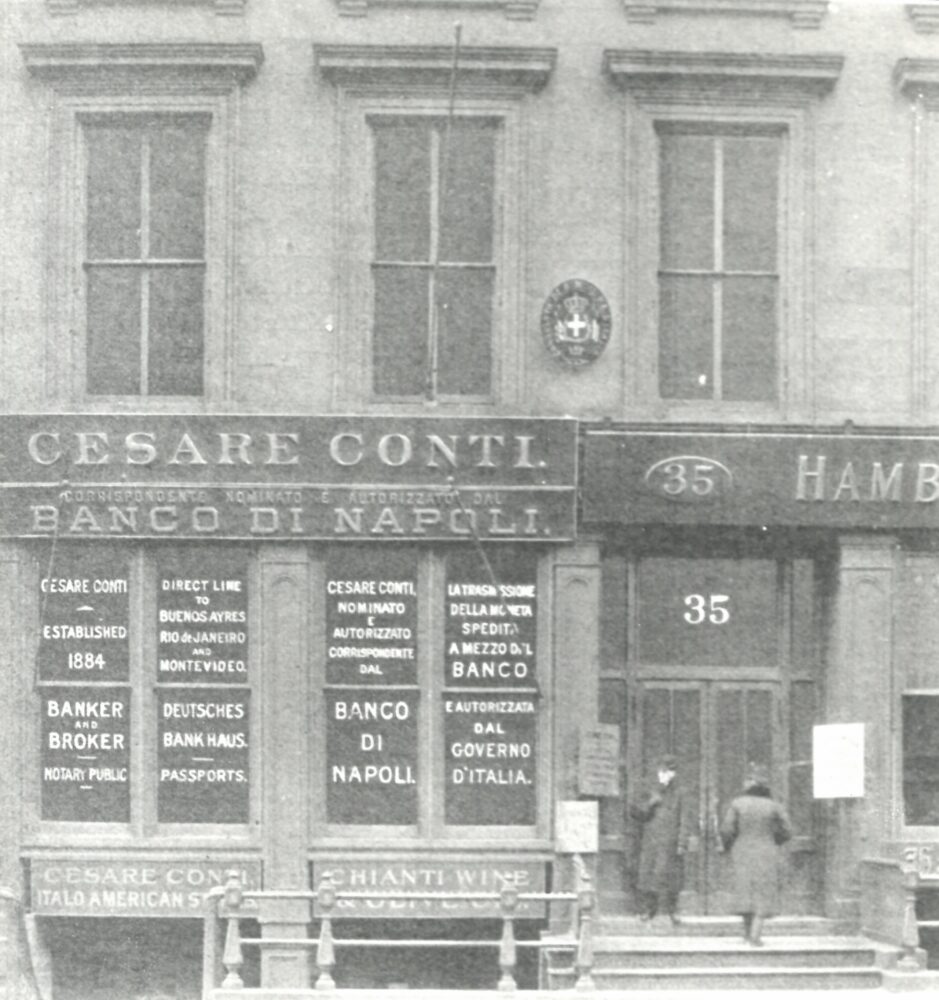 CESARE CONTI.
CORRISPONDENTE NOMINATO E AUTORIZZATO DAL
BANCO DI NAPOLI.
35
HAMB
CESARE CONTI
ESTABLISHED
1884
BANKER
AND
BROKER
NOTARY PUBLIC
DIRECT LINE
TO
BUENOS AYRES
RIO de JANEIRO
AND
MONTEVIDEO.
DEUTSCHES
BANK HAUS.
PASSPORTS.
CESARE CONTI,
NOMINATO
E
AUTORIZZATO
CORRISPONDENTE
DAL
BANCO
DI
NAPOLI.
LA TRASMISSIONE
DELLA MONETA
SPEDITA
A MEZZO DEL
BANCO
E AUTORIZZATA
DAL
GOVERNO
D'ITALIA.
35
CESARE CONTI.
ITALO AMERICAN
CHIANTI WINE
& OLIVE OIL